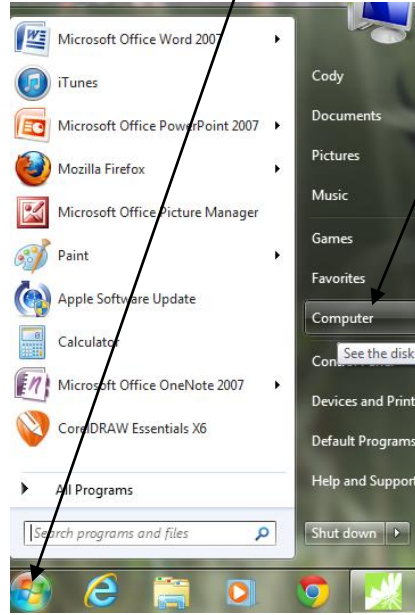 Microsoft Office Word 2007
iTunes
Microsoft Office PowerPoint 2007
Mozilla Firefox
Microsoft Office Picture Manager
Paint
Apple Software Update
Calculator
Microsoft Office OneNote 2007
CorelDRAW Essentials X6
All Programs
Search programs and files
Cody
Documents
Pictures
Music
Games
Favorites
Computer
See the disk
Devices and Print
Default Programs
Help and Support
Shut down